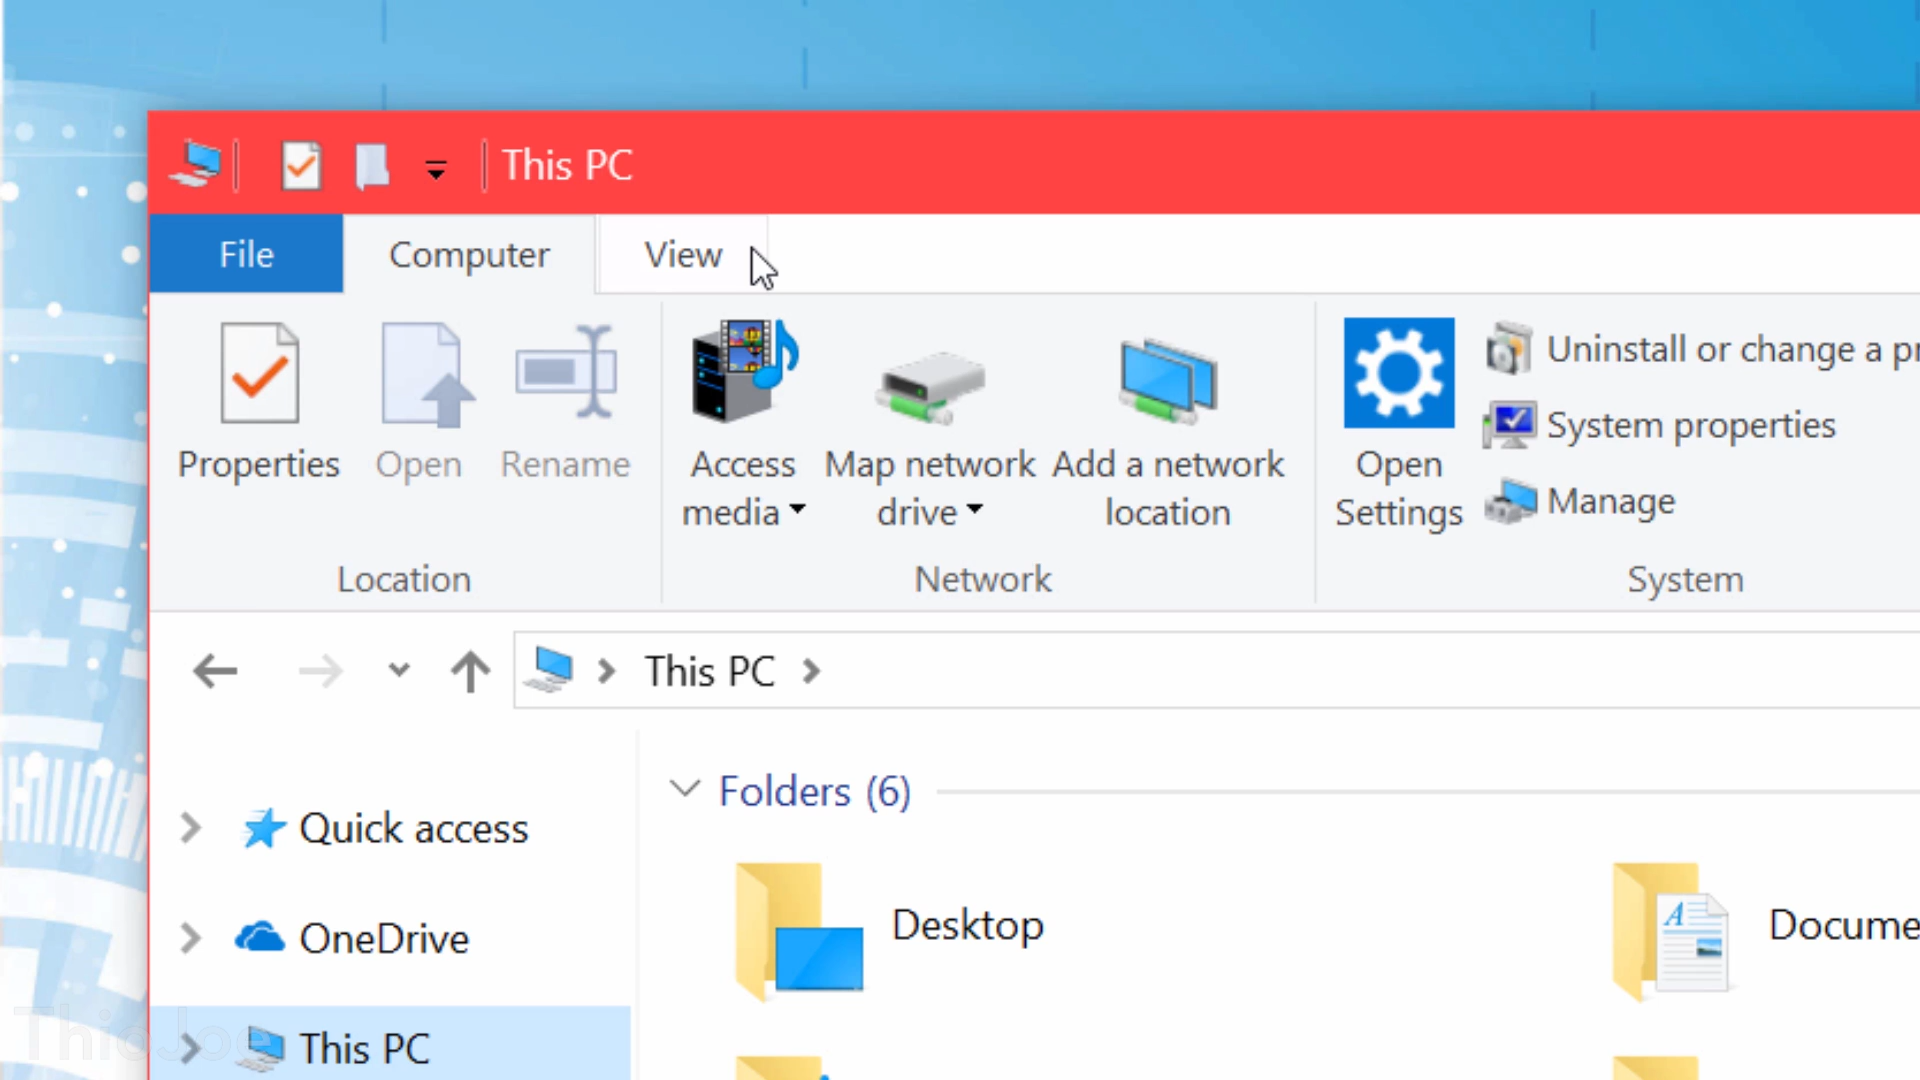 This PC
File Computer View
Properties Open Rename
Access media Map network drive Add a network location
Open Settings
Uninstall or change a pr
System properties
Manage
Location Network System
This PC
Folders (6)
Quick access
OneDrive
This PC
Desktop Docume
ThioJoe